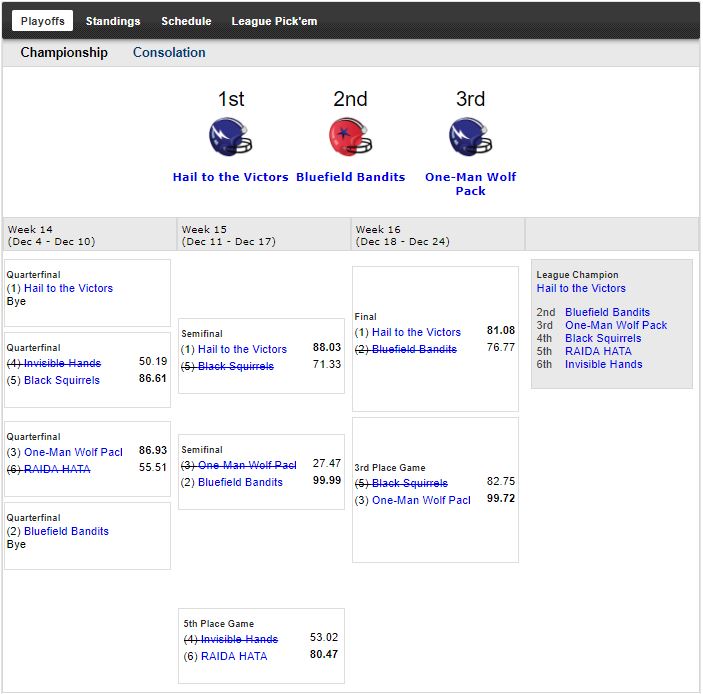 Playoffs Standings Schedule League Pick'em
Championship Consolation
1st 2nd 3rd
Hail to the Victors Bluefield Bandits One-Man Wolf
Pack
Week 14
(Dec 4 - Dec 10)
Week 15
(Dec 11 - Dec 17)
Week 16
(Dec 18 - Dec 24)
Quarterfinal
(1) Hail to the Victors
Bye
Quarterfinal
(4) Invisible Hands 50.19
(5) Black Squirrels 86.61
Quarterfinal
(3) One-Man Wolf Pacl 86.93
(6) RAIDA HATA 55.51
Quarterfinal
(2) Bluefield Bandits
Bye
Semifinal
(1) Hail to the Victors 88.03
(5) Black Squirrels 71.33
Semifinal
(3) One-Man Wolf Pacl 27.47
(2) Bluefield Bandits 99.99
5th Place Game
(4) Invisible Hands 53.02
(6) RAIDA HATA 80.47
Final
(1) Hail to the Victors 81.08
(2) Bluefield Bandits 76.77
3rd Place Game
(5) Black Squirrels 82.75
(3) One-Man Wolf Pacl 99.72
League Champion
Hail to the Victors
2nd Bluefield Bandits
3rd One-Man Wolf Pack
4th Black Squirrels
5th RAIDA HATA
6th Invisible Hands